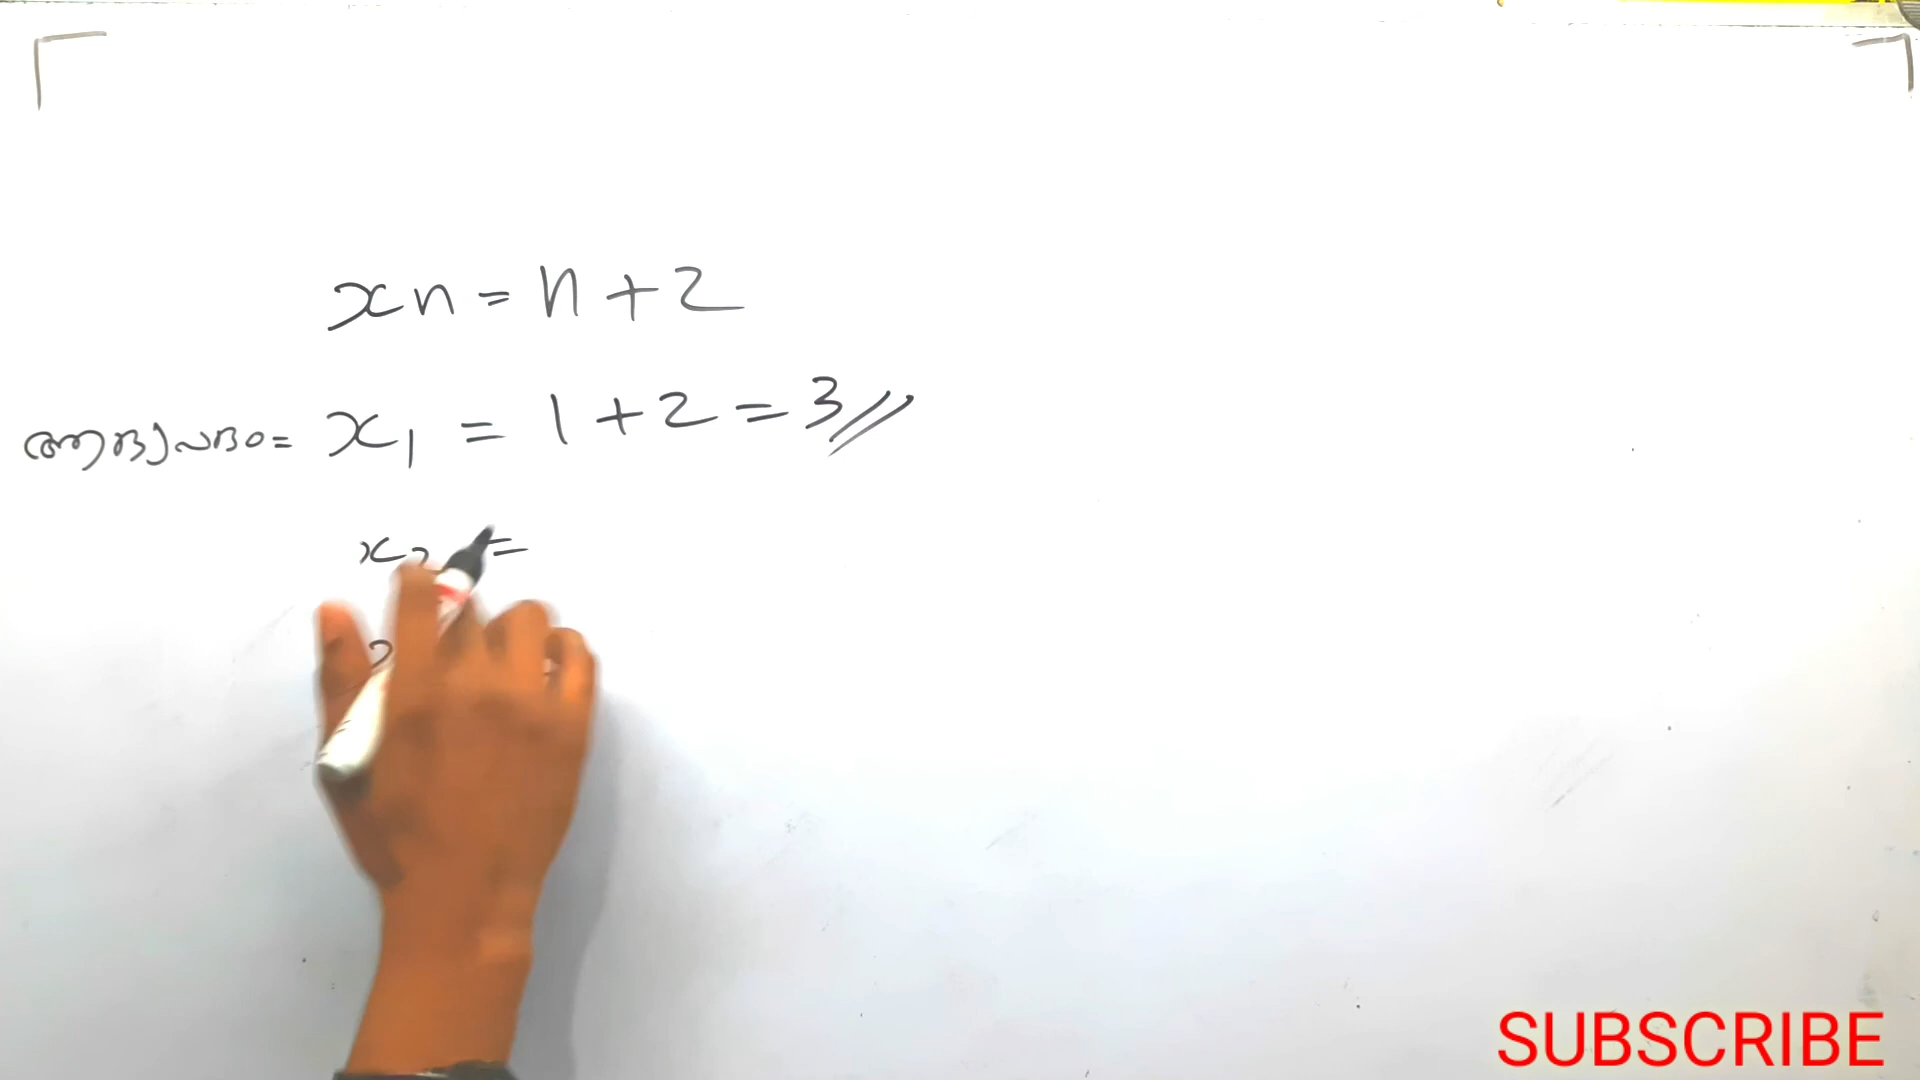 xn = n + 2
ആദ്യപദം = x₁ = 1 + 2 = 3//
x₂ =
SUBSCRIBE